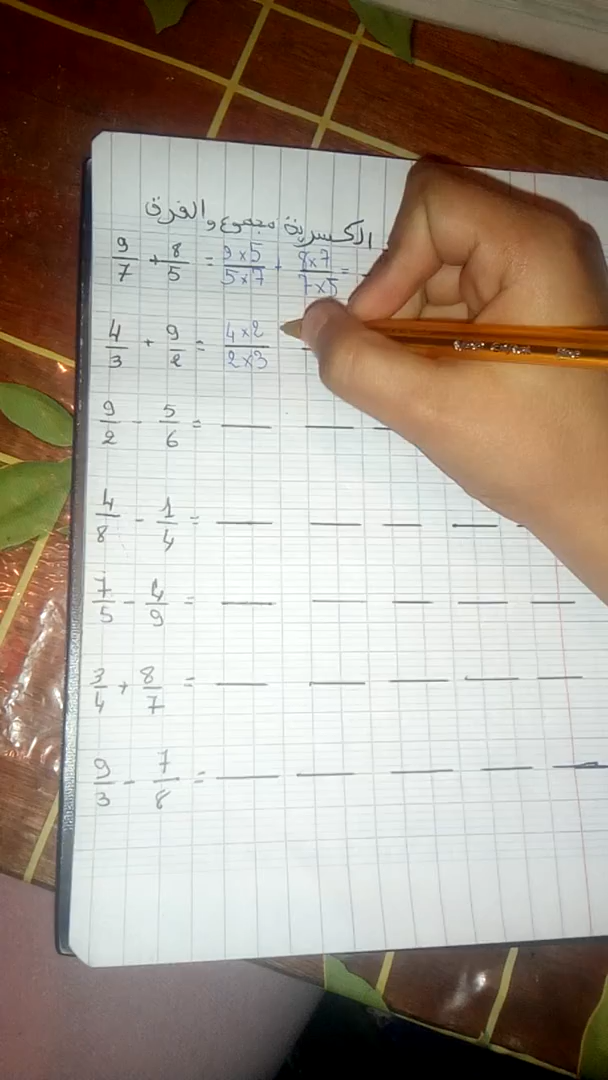 الكسرية مجموع و الفرق
9/7 + 8/5 = 9×5/5×7 + 8×7/7×5 =
4/3 + 9/2 = 4×2/2×3
9/2 - 5/6 =
4/8 - 1/4 =
7/5 - 4/9 =
3/4 + 8/7 =
9/3 - 7/8 =